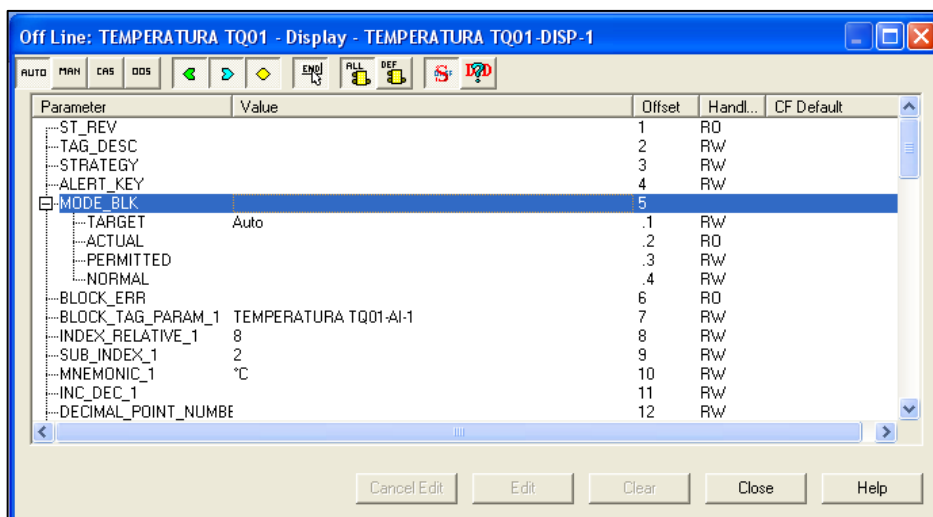 Off Line: TEMPERATURA TQ01 - Display - TEMPERATURA TQ01-DISP-1
AUTO MAN CAS OOS END! ALL DEF
Parameter Value Offset Handl... CF Default
ST_REV 1 RO
TAG_DESC 2 RW
STRATEGY 3 RW
ALERT_KEY 4 RW
MODE_BLK 5
TARGET Auto .1 RW
ACTUAL .2 RO
PERMITTED .3 RW
NORMAL .4 RW
BLOCK_ERR 6 RO
BLOCK_TAG_PARAM_1 TEMPERATURA TQ01-AI-1 7 RW
INDEX_RELATIVE_1 8 8 RW
SUB_INDEX_1 2 9 RW
MNEMONIC_1 °C 10 RW
INC_DEC_1 11 RW
DECIMAL_POINT_NUMBE 12 RW
Cancel Edit Edit Clear Close Help